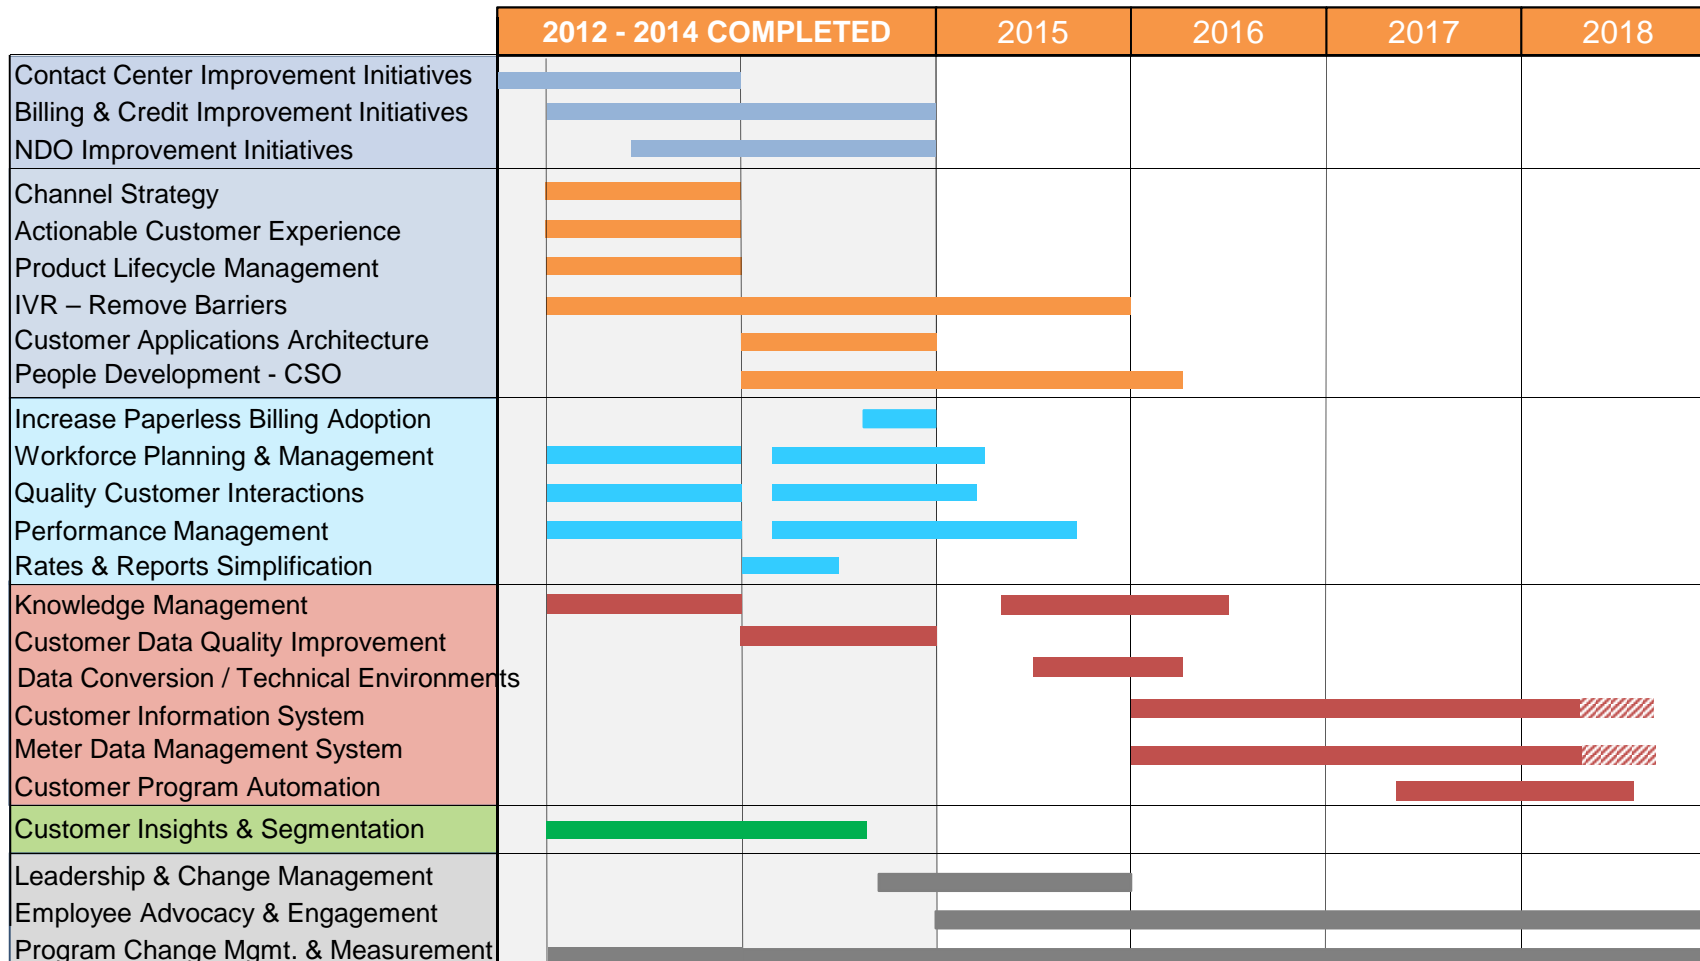 2012 - 2014 COMPLETED 2015 2016 2017 2018
Contact Center Improvement Initiatives
Billing & Credit Improvement Initiatives
NDO Improvement Initiatives
Channel Strategy
Actionable Customer Experience
Product Lifecycle Management
IVR – Remove Barriers
Customer Applications Architecture
People Development - CSO
Increase Paperless Billing Adoption
Workforce Planning & Management
Quality Customer Interactions
Performance Management
Rates & Reports Simplification
Knowledge Management
Customer Data Quality Improvement
Data Conversion / Technical Environments
Customer Information System
Meter Data Management System
Customer Program Automation
Customer Insights & Segmentation
Leadership & Change Management
Employee Advocacy & Engagement
Program Change Mgmt. & Measurement